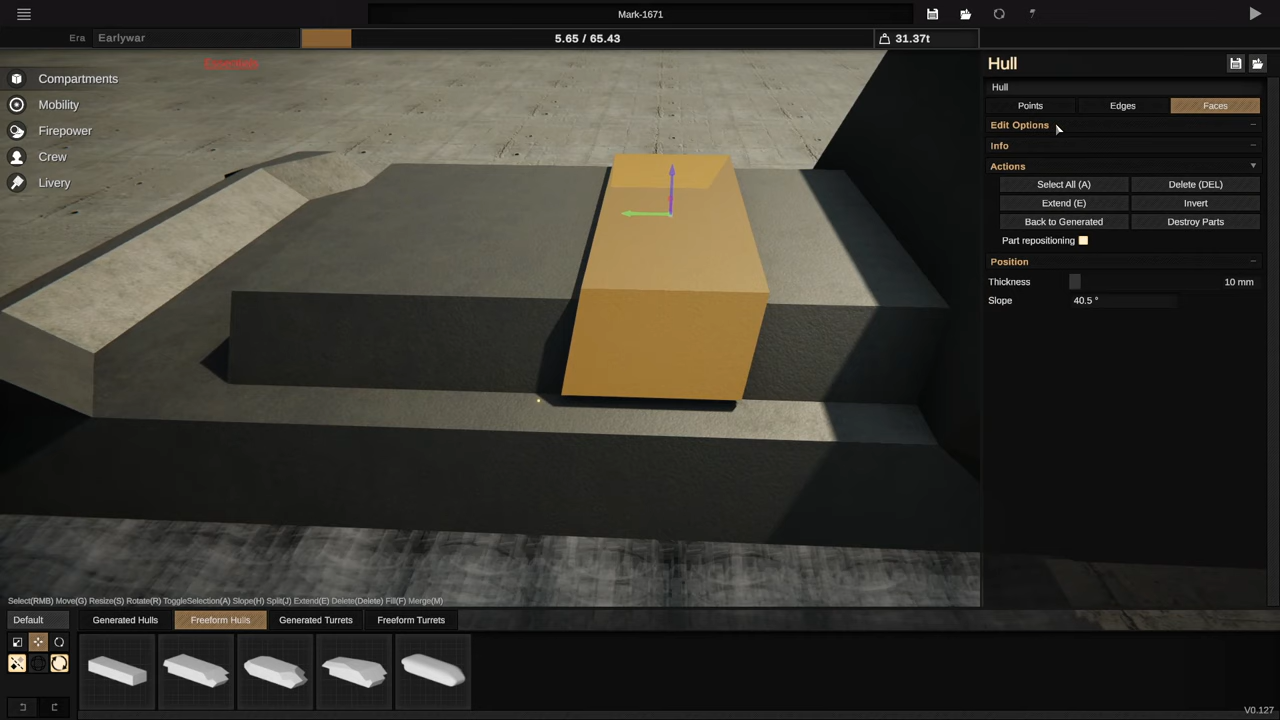 Mark-1671
Era Earlywar 5.65 / 65.43 31.37t
Essentials
Compartments
Mobility
Firepower
Crew
Livery
Hull
Hull
Points Edges Faces
Edit Options
Info
Actions
Select All (A) Delete (DEL)
Extend (E) Invert
Back to Generated Destroy Parts
Part repositioning
Position
Thickness 10 mm
Slope 40.5 °
Select(RMB) Move(G) Resize(S) Rotate(R) ToggleSelection(A) Slope(H) Split(J) Extend(E) Delete(Delete) Fill(F) Merge(M)
Default Generated Hulls Freeform Hulls Generated Turrets Freeform Turrets
V0.127